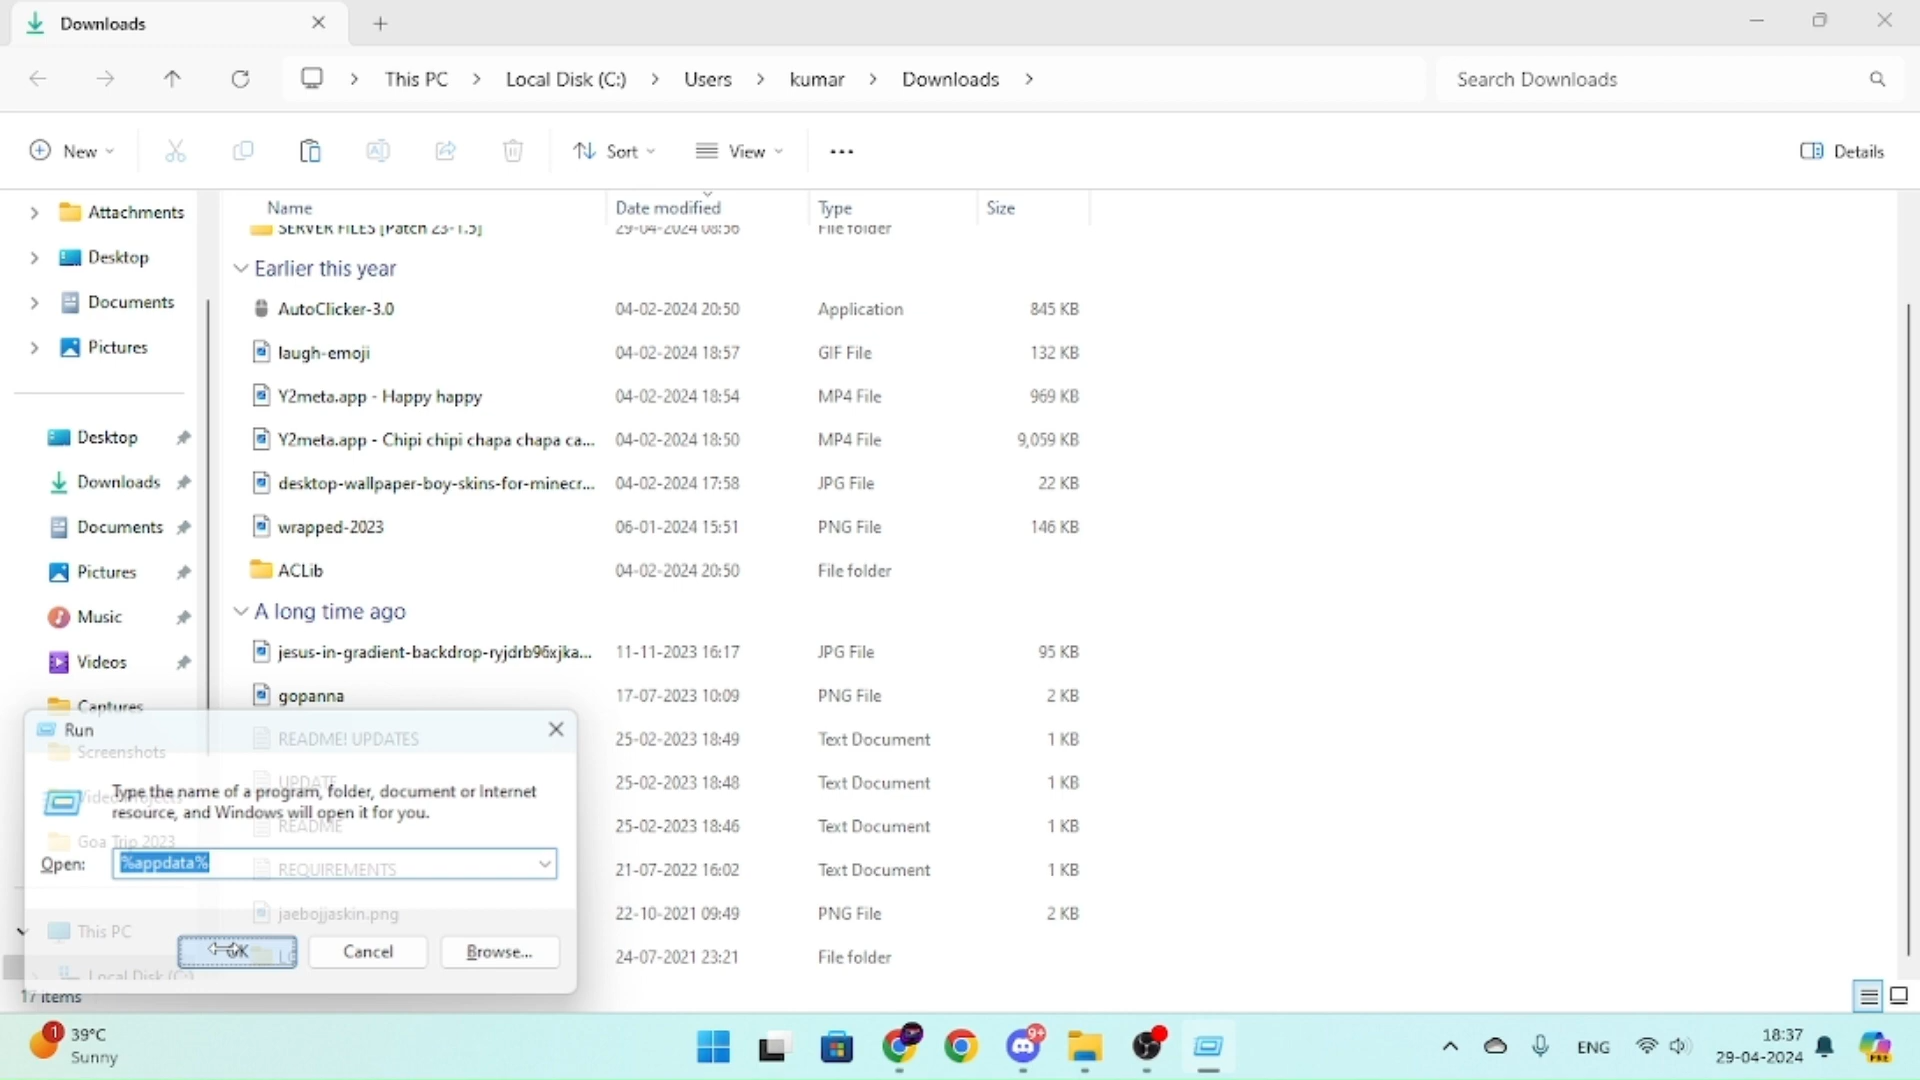 Downloads
This PC > Local Disk (C:) > Users > kumar > Downloads >
Search Downloads
New
Sort
View
Details
Attachments
Desktop
Documents
Pictures
Desktop
Downloads
Documents
Pictures
Music
Videos
Captures
Screenshots
Video Projects
Goa Trip 2023
This PC
Local Disk (C:)
Name Date modified Type Size
SERVER FILES [Patch 23-1.5] 29-04-2024 08:56 File folder
Earlier this year
AutoClicker-3.0 04-02-2024 20:50 Application 845 KB
laugh-emoji 04-02-2024 18:57 GIF File 132 KB
Y2meta.app - Happy happy 04-02-2024 18:54 MP4 File 969 KB
Y2meta.app - Chipi chipi chapa chapa ca... 04-02-2024 18:50 MP4 File 9,059 KB
desktop-wallpaper-boy-skins-for-minecr... 04-02-2024 17:58 JPG File 22 KB
wrapped-2023 06-01-2024 15:51 PNG File 146 KB
ACLib 04-02-2024 20:50 File folder
A long time ago
jesus-in-gradient-backdrop-ryjdrb96xjka... 11-11-2023 16:17 JPG File 95 KB
gopanna 17-07-2023 10:09 PNG File 2 KB
README! UPDATES 25-02-2023 18:49 Text Document 1 KB
UPDATE 25-02-2023 18:48 Text Document 1 KB
README 25-02-2023 18:46 Text Document 1 KB
REQUIREMENTS 21-07-2022 16:02 Text Document 1 KB
jaebojjaskin.png 22-10-2021 09:49 PNG File 2 KB
24-07-2021 23:21 File folder
Run
Type the name of a program, folder, document or Internet
resource, and Windows will open it for you.
Open: %appdata%
OK Cancel Browse...
17 items
1
39°C
Sunny
9+
ENG
18:37
29-04-2024
PRE